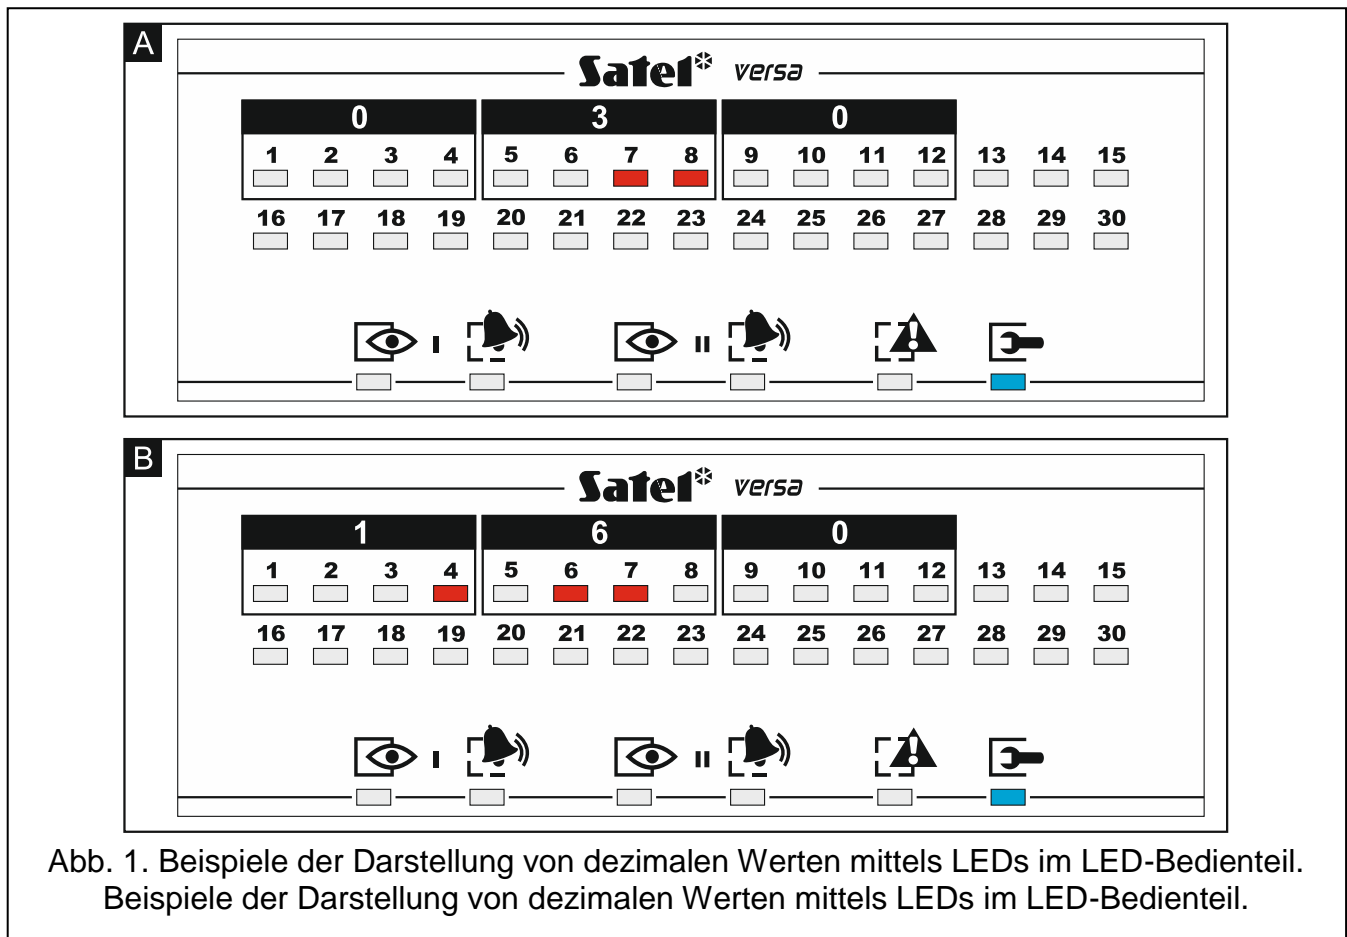 A
Satel versa
0 3 0
1 2 3 4 5 6 7 8 9 10 11 12 13 14 15
16 17 18 19 20 21 22 23 24 25 26 27 28 29 30
I II
B
Satel versa
1 6 0
1 2 3 4 5 6 7 8 9 10 11 12 13 14 15
16 17 18 19 20 21 22 23 24 25 26 27 28 29 30
I II
Abb. 1. Beispiele der Darstellung von dezimalen Werten mittels LEDs im LED-Bedienteil.
Beispiele der Darstellung von dezimalen Werten mittels LEDs im LED-Bedienteil.